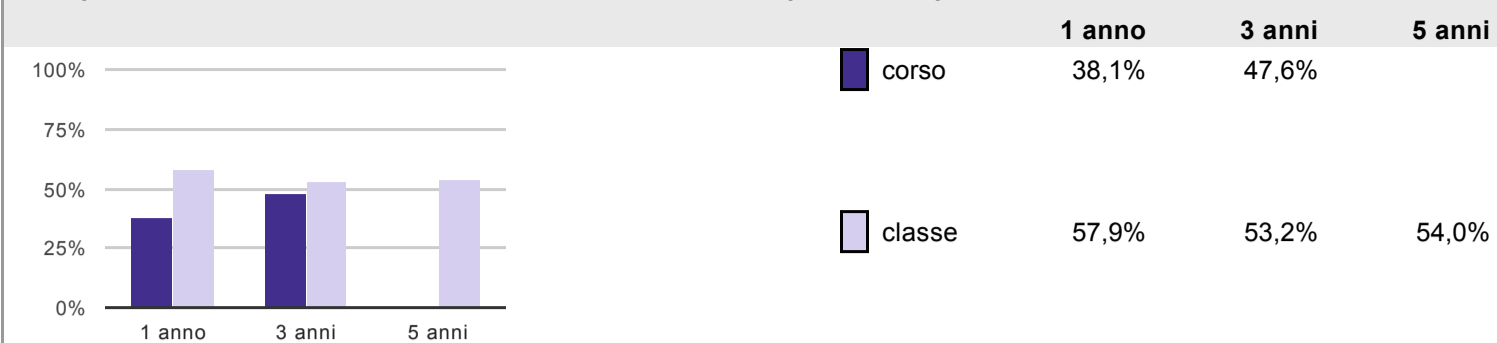 1 anno 3 anni 5 anni
100%
75%
50%
25%
0%
1 anno 3 anni 5 anni
corso 38,1% 47,6%
classe 57,9% 53,2% 54,0%